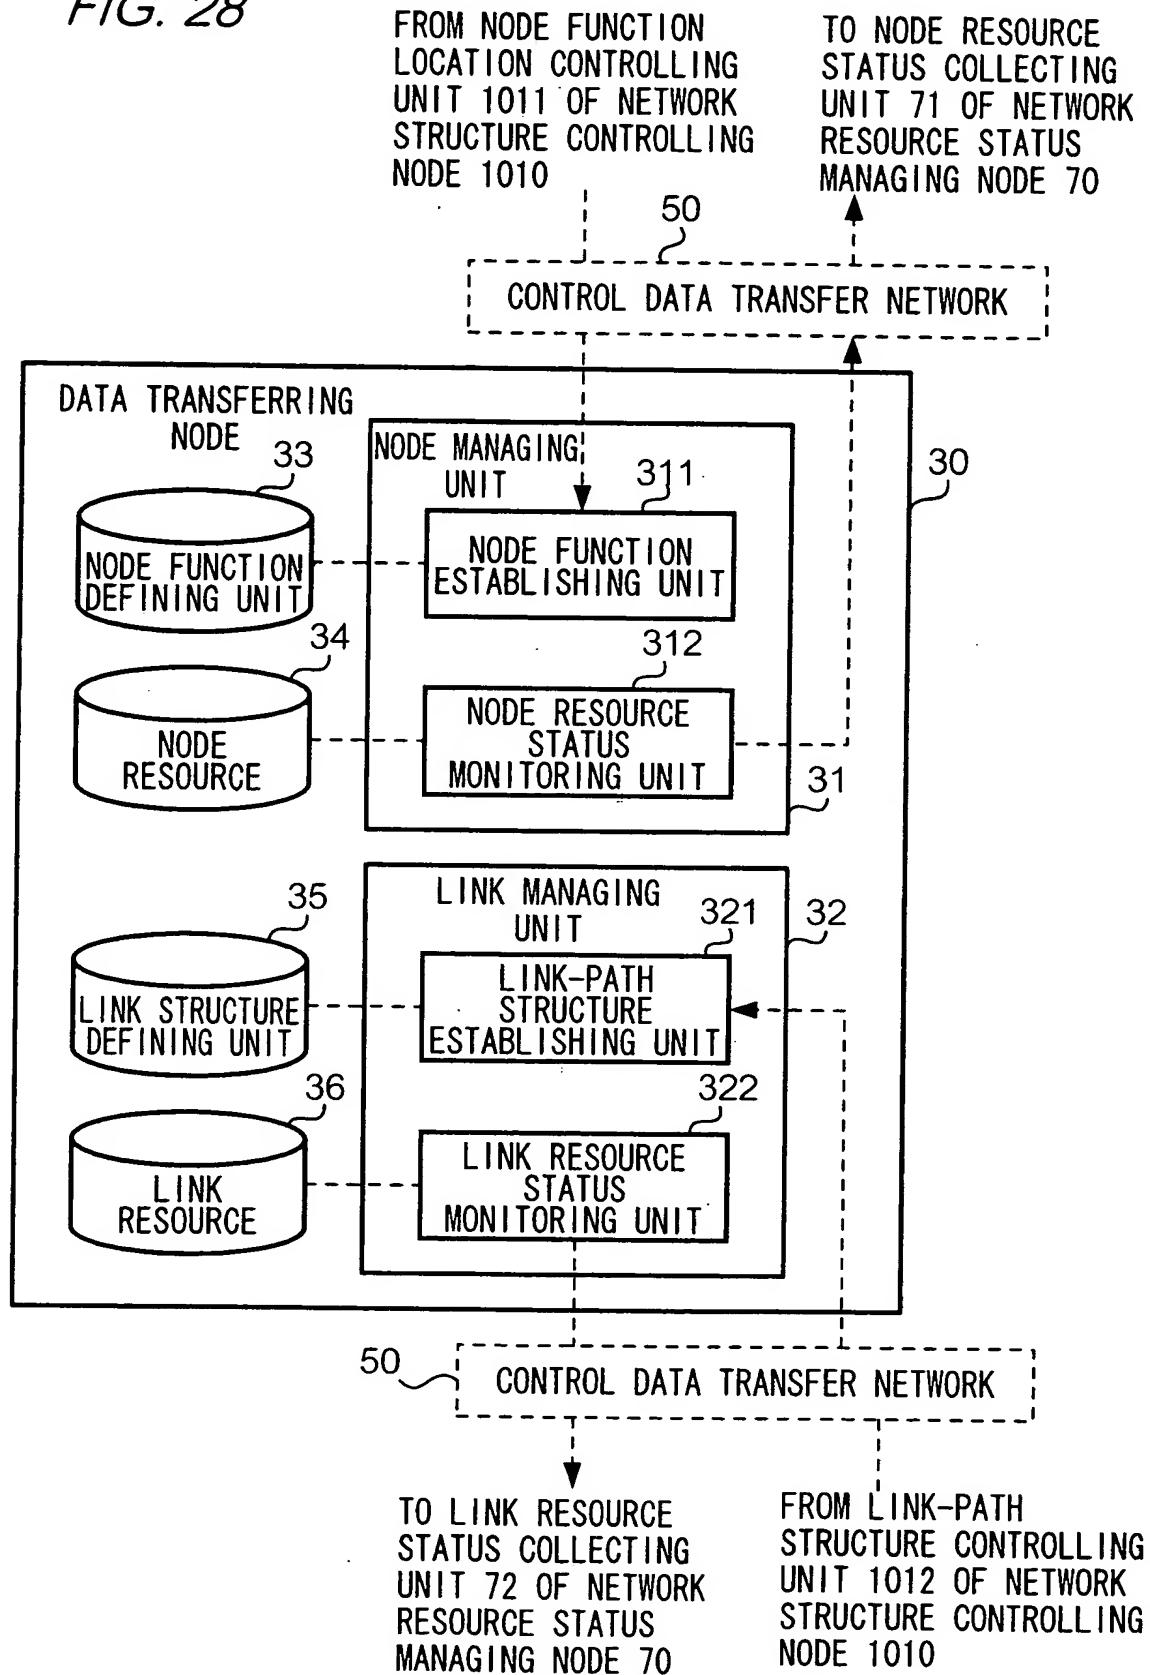 FIG. 28
FROM NODE FUNCTION
LOCATION CONTROLLING
UNIT 1011 OF NETWORK
STRUCTURE CONTROLLING
NODE 1010
TO NODE RESOURCE
STATUS COLLECTING
UNIT 71 OF NETWORK
RESOURCE STATUS
MANAGING NODE 70
50
CONTROL DATA TRANSFER NETWORK
DATA TRANSFERRING
NODE
30
NODE MANAGING
UNIT
33
NODE FUNCTION
DEFINING UNIT
311
NODE FUNCTION
ESTABLISHING UNIT
34
NODE
RESOURCE
312
NODE RESOURCE
STATUS
MONITORING UNIT
31
LINK MANAGING
UNIT
32
35
LINK STRUCTURE
DEFINING UNIT
321
LINK-PATH
STRUCTURE
ESTABLISHING UNIT
36
LINK
RESOURCE
322
LINK RESOURCE
STATUS
MONITORING UNIT
50
CONTROL DATA TRANSFER NETWORK
TO LINK RESOURCE
STATUS COLLECTING
UNIT 72 OF NETWORK
RESOURCE STATUS
MANAGING NODE 70
FROM LINK-PATH
STRUCTURE CONTROLLING
UNIT 1012 OF NETWORK
STRUCTURE CONTROLLING
NODE 1010